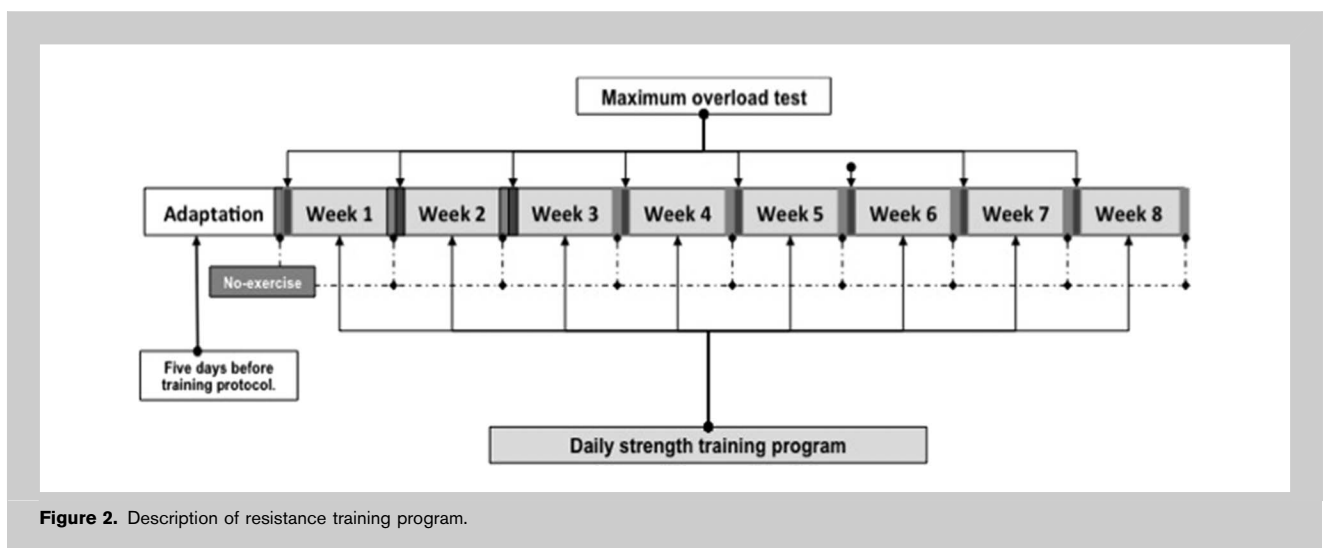 Maximum overload test
Adaptation Week 1 Week 2 Week 3 Week 4 Week 5 Week 6 Week 7 Week 8
No-exercise
Five days before
training protocol.
Daily strength training program
Figure 2. Description of resistance training program.